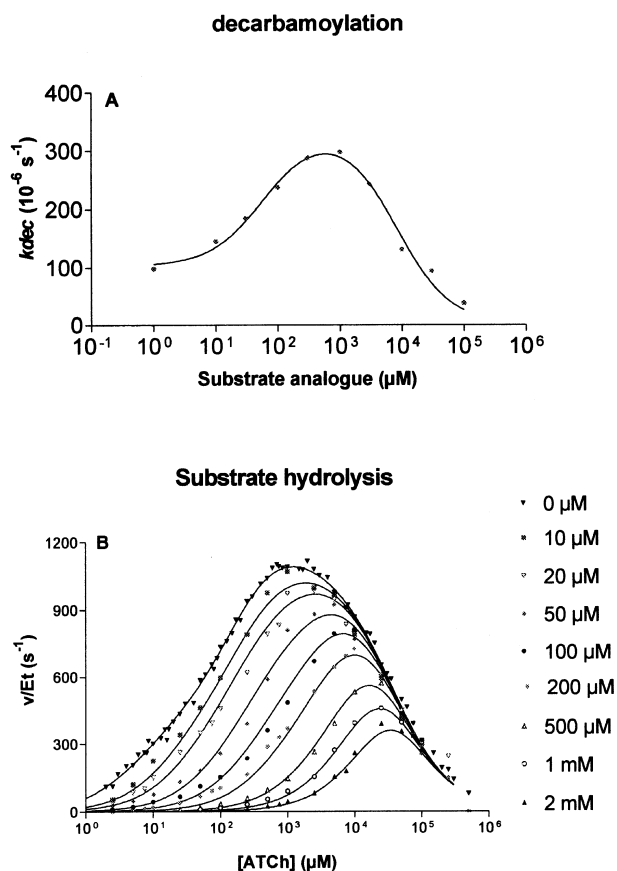 decarbamoylation
A
400
300
200
100
0
kdec (10⁻⁶ s⁻¹)
10⁻¹ 10⁰ 10¹ 10² 10³ 10⁴ 10⁵ 10⁶
Substrate analogue (µM)
Substrate hydrolysis
B
1200
900
600
300
0
v/Et (s⁻¹)
10⁰ 10¹ 10² 10³ 10⁴ 10⁵ 10⁶
[ATCh] (µM)
0 µM
10 µM
20 µM
50 µM
100 µM
200 µM
500 µM
1 mM
2 mM